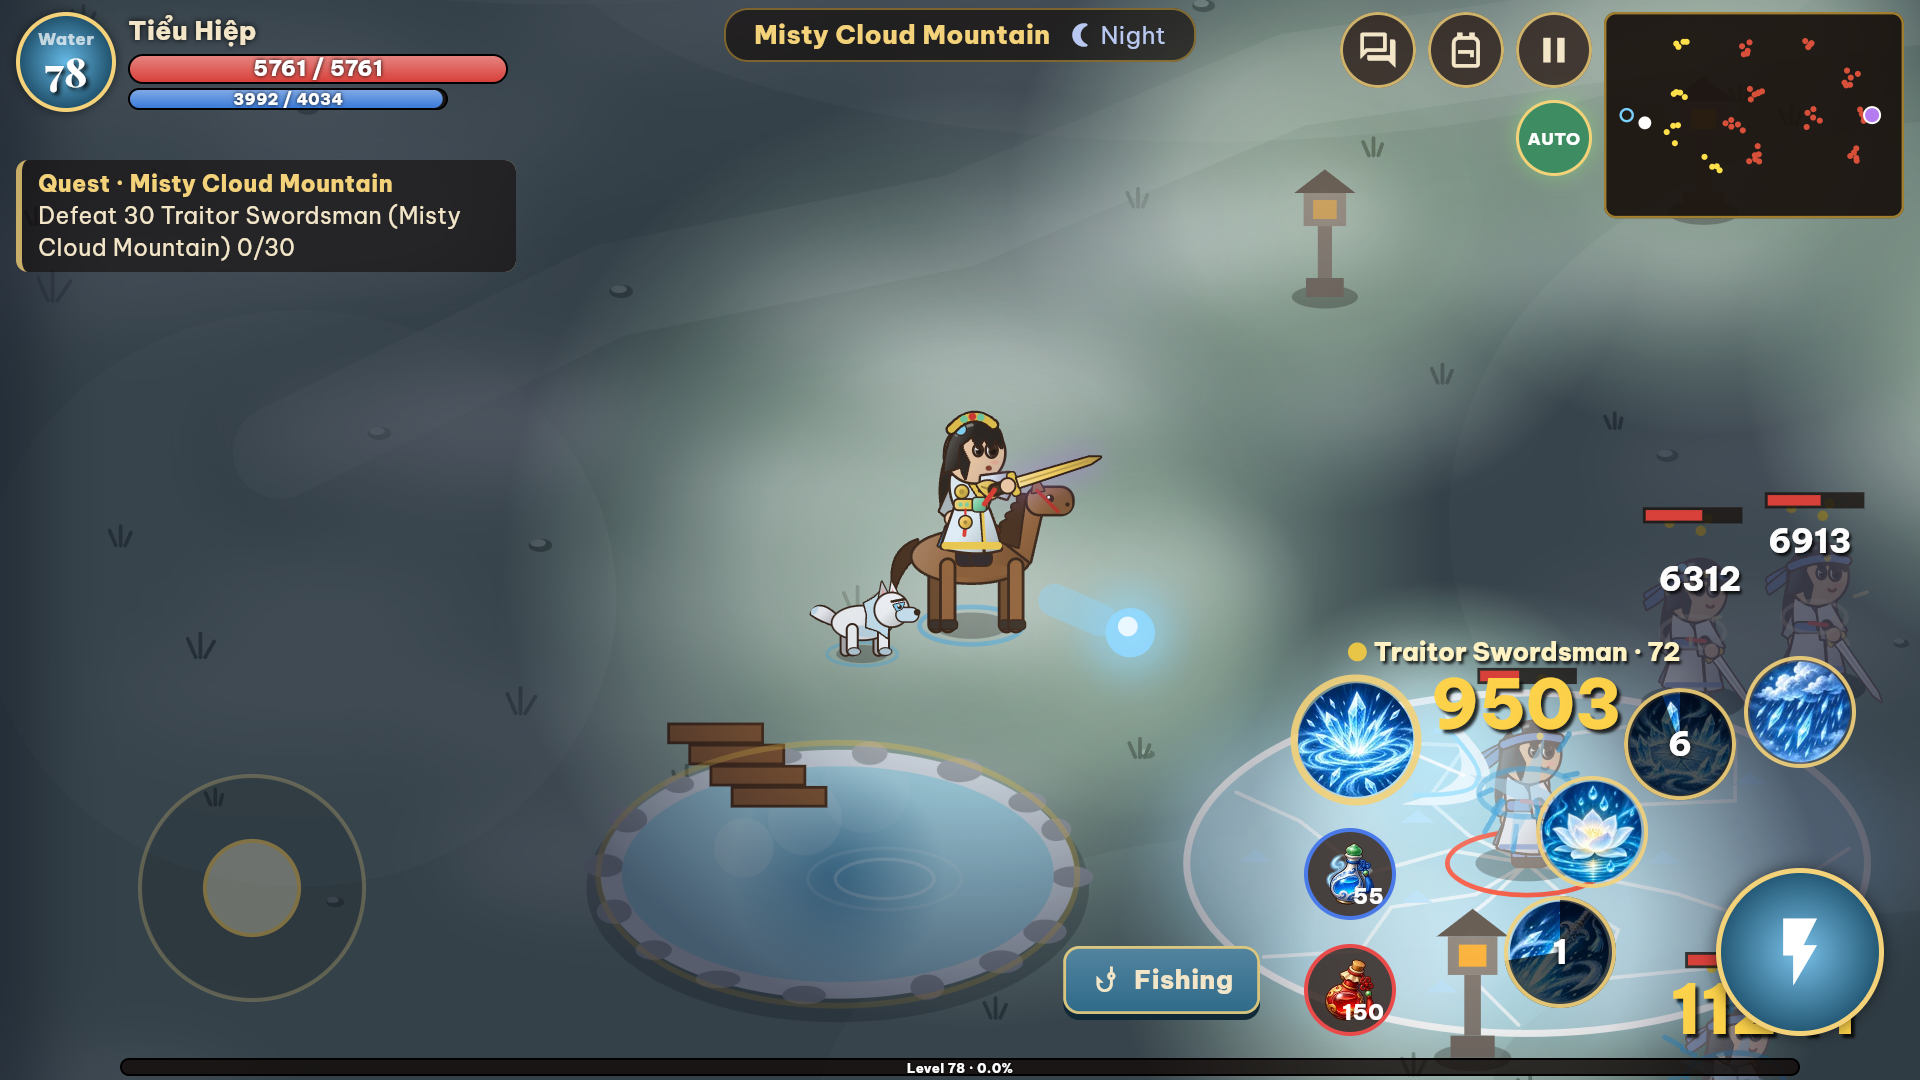 Water
78
Tiểu Hiệp
5761 / 5761
3992 / 4034
Misty Cloud Mountain
Night
AUTO
Quest · Misty Cloud Mountain
Defeat 30 Traitor Swordsman (Misty
Cloud Mountain) 0/30
6913
6312
Traitor Swordsman · 72
9503
6
55
1
Fishing
150
Level 78 · 0.0%